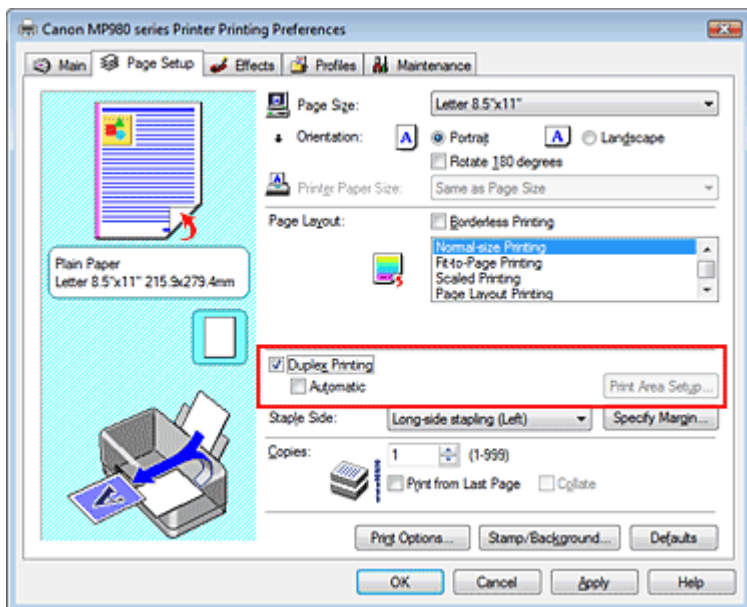 Canon MP980 series Printer Printing Preferences
Main Page Setup Effects Profiles Maintenance
Page Size: Letter 8.5"x11"
Orientation: A Portrait A Landscape
Rotate 180 degrees
Printer Paper Size: Same as Page Size
Page Layout: Borderless Printing
Normal-size Printing
Fit-to-Page Printing
Scaled Printing
Page Layout Printing
Plain Paper
Letter 8.5"x11" 215.9x279.4mm
Duplex Printing
Automatic Print Area Setup...
Staple Side: Long-side stapling (Left) Specify Margin...
Copies: 1 (1-999)
Print from Last Page Collate
Print Options... Stamp/Background... Defaults
OK Cancel Apply Help